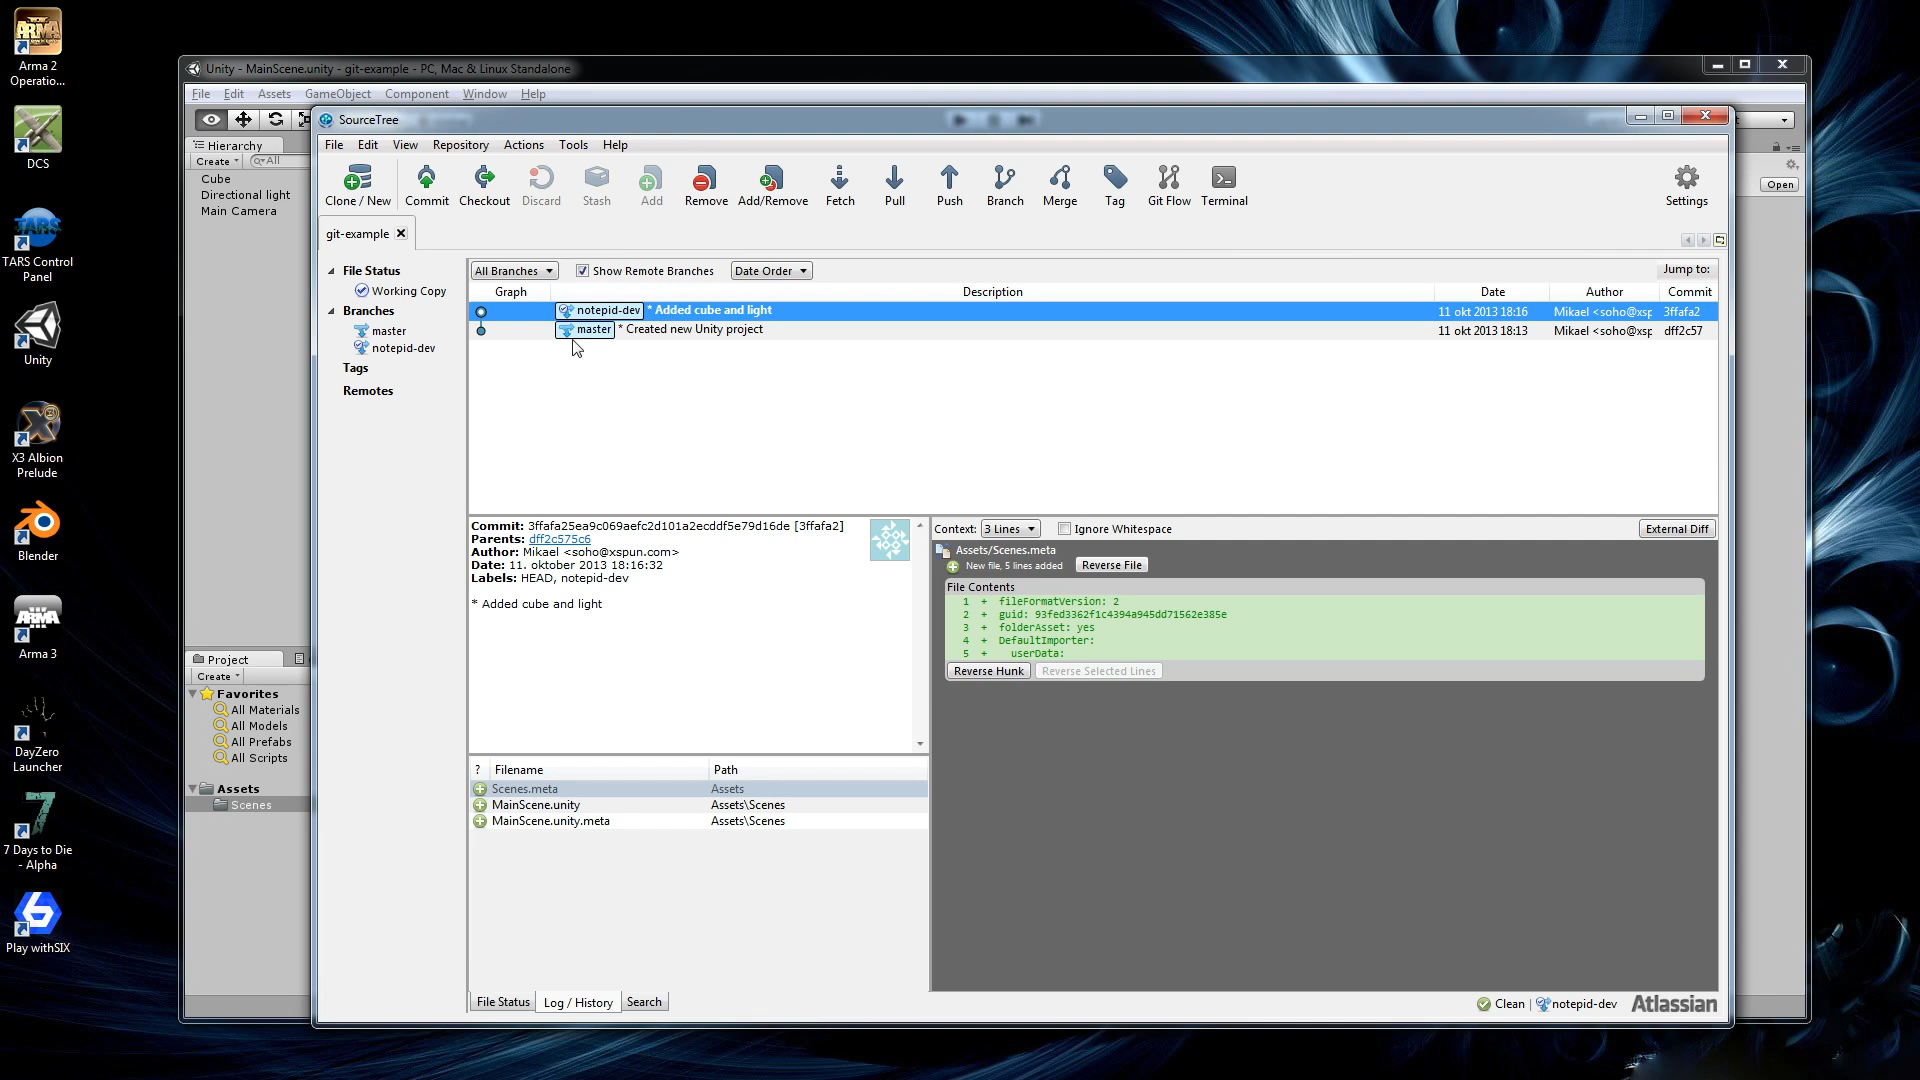 Arma 2
Operatio...
DCS
TARS Control
Panel
Unity
X3 Albion
Prelude
Blender
Arma 3
DayZero
Launcher
7 Days to Die
- Alpha
Play withSIX
Unity - MainScene.unity - git-example - PC, Mac & Linux Standalone
File Edit Assets GameObject Component Window Help
Hierarchy
Create All
Cube
Directional light
Main Camera
Open
Project
Create
Favorites
All Materials
All Models
All Prefabs
All Scripts
Assets
Scenes
SourceTree
File Edit View Repository Actions Tools Help
Clone / New Commit Checkout Discard Stash Add Remove Add/Remove Fetch Pull Push Branch Merge Tag Git Flow Terminal Settings
git-example
File Status
Working Copy
Branches
master
notepid-dev
Tags
Remotes
All Branches Show Remote Branches Date Order Jump to:
Graph Description Date Author Commit
notepid-dev * Added cube and light 11 okt 2013 18:16 Mikael <soho@xsp 3ffafa2
master * Created new Unity project 11 okt 2013 18:13 Mikael <soho@xsp dff2c57
Commit: 3ffafa25ea9c069aefc2d101a2ecddf5e79d16de [3ffafa2]
Parents: dff2c575c6
Author: Mikael <soho@xspun.com>
Date: 11. oktober 2013 18:16:32
Labels: HEAD, notepid-dev
* Added cube and light
? Filename Path
Scenes.meta Assets
MainScene.unity Assets\Scenes
MainScene.unity.meta Assets\Scenes
Context: 3 Lines Ignore Whitespace External Diff
Assets/Scenes.meta
New file, 5 lines added Reverse File
File Contents
1 + fileFormatVersion: 2
2 + guid: 93fed3362f1c4394a945dd71562e385e
3 + folderAsset: yes
4 + DefaultImporter:
5 + userData:
Reverse Hunk Reverse Selected Lines
File Status Log / History Search
Clean notepid-dev Atlassian